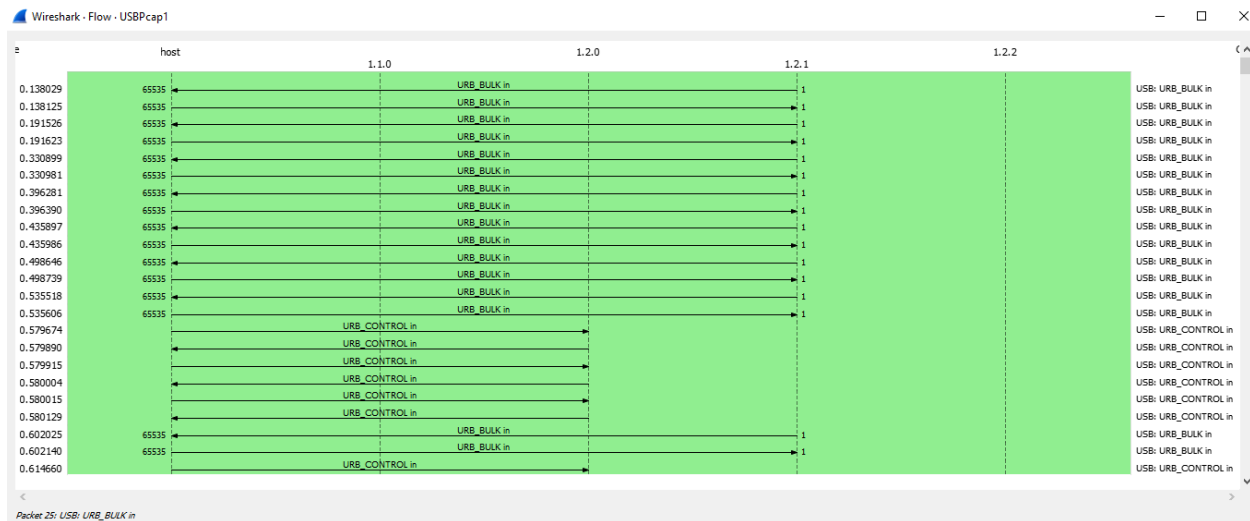 Wireshark · Flow · USBPcap1
host 1.2.0 1.2.2
1.1.0 1.2.1
0.138029 65535 URB_BULK in 1 USB: URB_BULK in
0.138125 65535 URB_BULK in 1 USB: URB_BULK in
0.191526 65535 URB_BULK in 1 USB: URB_BULK in
0.191623 65535 URB_BULK in 1 USB: URB_BULK in
0.330899 65535 URB_BULK in 1 USB: URB_BULK in
0.330981 65535 URB_BULK in 1 USB: URB_BULK in
0.396281 65535 URB_BULK in 1 USB: URB_BULK in
0.396390 65535 URB_BULK in 1 USB: URB_BULK in
0.435897 65535 URB_BULK in 1 USB: URB_BULK in
0.435986 65535 URB_BULK in 1 USB: URB_BULK in
0.498646 65535 URB_BULK in 1 USB: URB_BULK in
0.498739 65535 URB_BULK in 1 USB: URB_BULK in
0.535518 65535 URB_BULK in 1 USB: URB_BULK in
0.535606 65535 URB_BULK in 1 USB: URB_BULK in
0.579674 URB_CONTROL in USB: URB_CONTROL in
0.579890 URB_CONTROL in USB: URB_CONTROL in
0.579915 URB_CONTROL in USB: URB_CONTROL in
0.580004 URB_CONTROL in USB: URB_CONTROL in
0.580015 URB_CONTROL in USB: URB_CONTROL in
0.580129 URB_CONTROL in USB: URB_CONTROL in
0.602025 65535 URB_BULK in 1 USB: URB_BULK in
0.602140 65535 URB_BULK in 1 USB: URB_BULK in
0.614660 URB_CONTROL in USB: URB_CONTROL in
Packet 25: USB: URB_BULK in